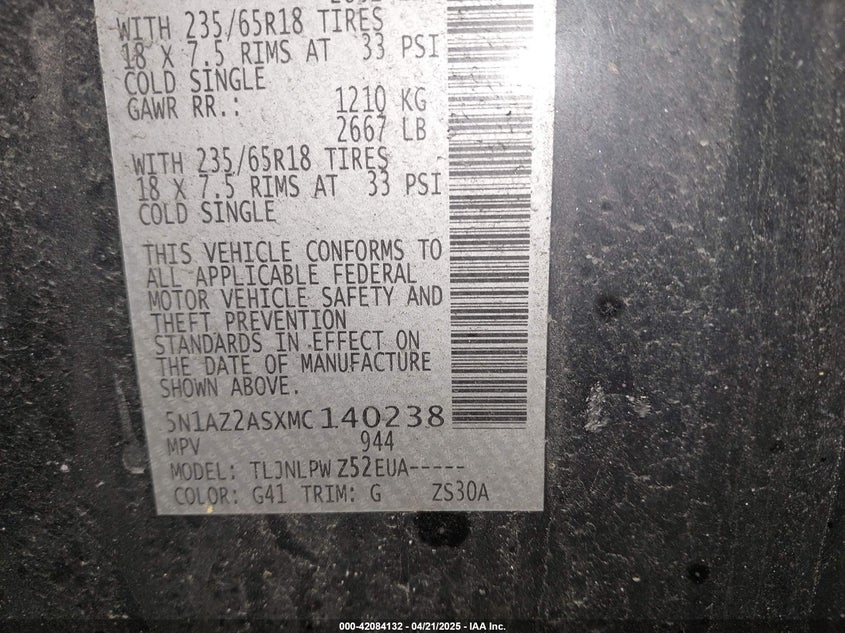 WITH 235/65R18 TIRES
18 X 7.5 RIMS AT 33 PSI
COLD SINGLE
GAWR RR.: 1210 KG
2667 LB
WITH 235/65R18 TIRES
18 X 7.5 RIMS AT 33 PSI
COLD SINGLE
THIS VEHICLE CONFORMS TO
ALL APPLICABLE FEDERAL
MOTOR VEHICLE SAFETY AND
THEFT PREVENTION
STANDARDS IN EFFECT ON
THE DATE OF MANUFACTURE
SHOWN ABOVE.
5N1AZ2ASXMC140238
MPV 944
MODEL: TLJNLPW Z52EUA-----
COLOR: G41 TRIM: G ZS30A
000-42084132 - 04/21/2025 - IAA Inc.